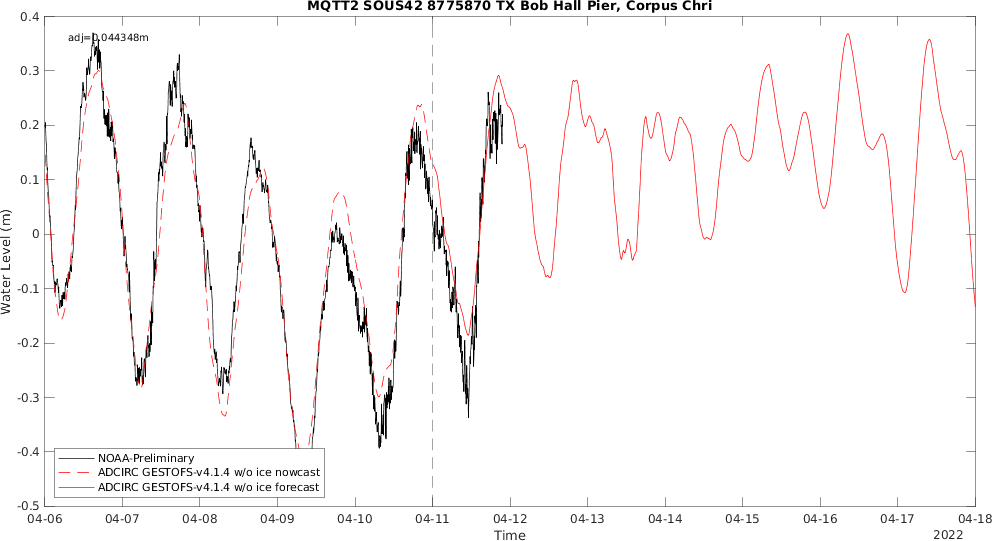 MQTT2 SOUS42 8775870 TX Bob Hall Pier, Corpus Chri
adj=0.044348m
Water Level (m)
0.4
0.3
0.2
0.1
0
-0.1
-0.2
-0.3
-0.4
-0.5
NOAA-Preliminary
ADCIRC GESTOFS-v4.1.4 w/o ice nowcast
ADCIRC GESTOFS-v4.1.4 w/o ice forecast
04-06 04-07 04-08 04-09 04-10 04-11 04-12 04-13 04-14 04-15 04-16 04-17 04-18
Time
2022